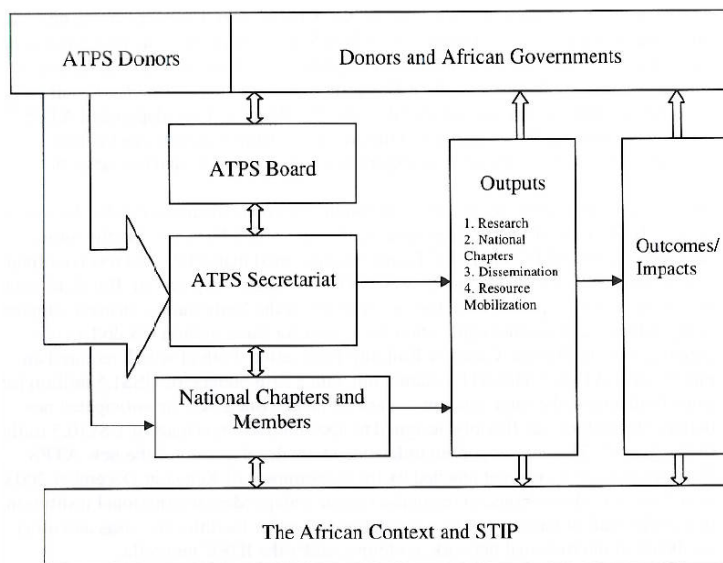 ATPS Donors
Donors and African Governments
ATPS Board
ATPS Secretariat
National Chapters and
Members
Outputs
1. Research
2. National
Chapters
3. Dissemination
4. Resource
Mobilization
Outcomes/
Impacts
The African Context and STIP